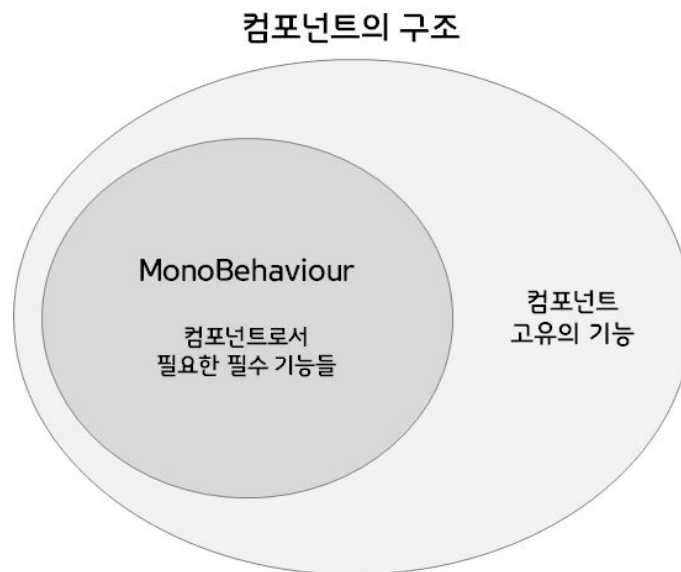 컴포넌트의 구조
MonoBehaviour
컴포넌트로서
필요한 필수 기능들
컴포넌트
고유의 기능